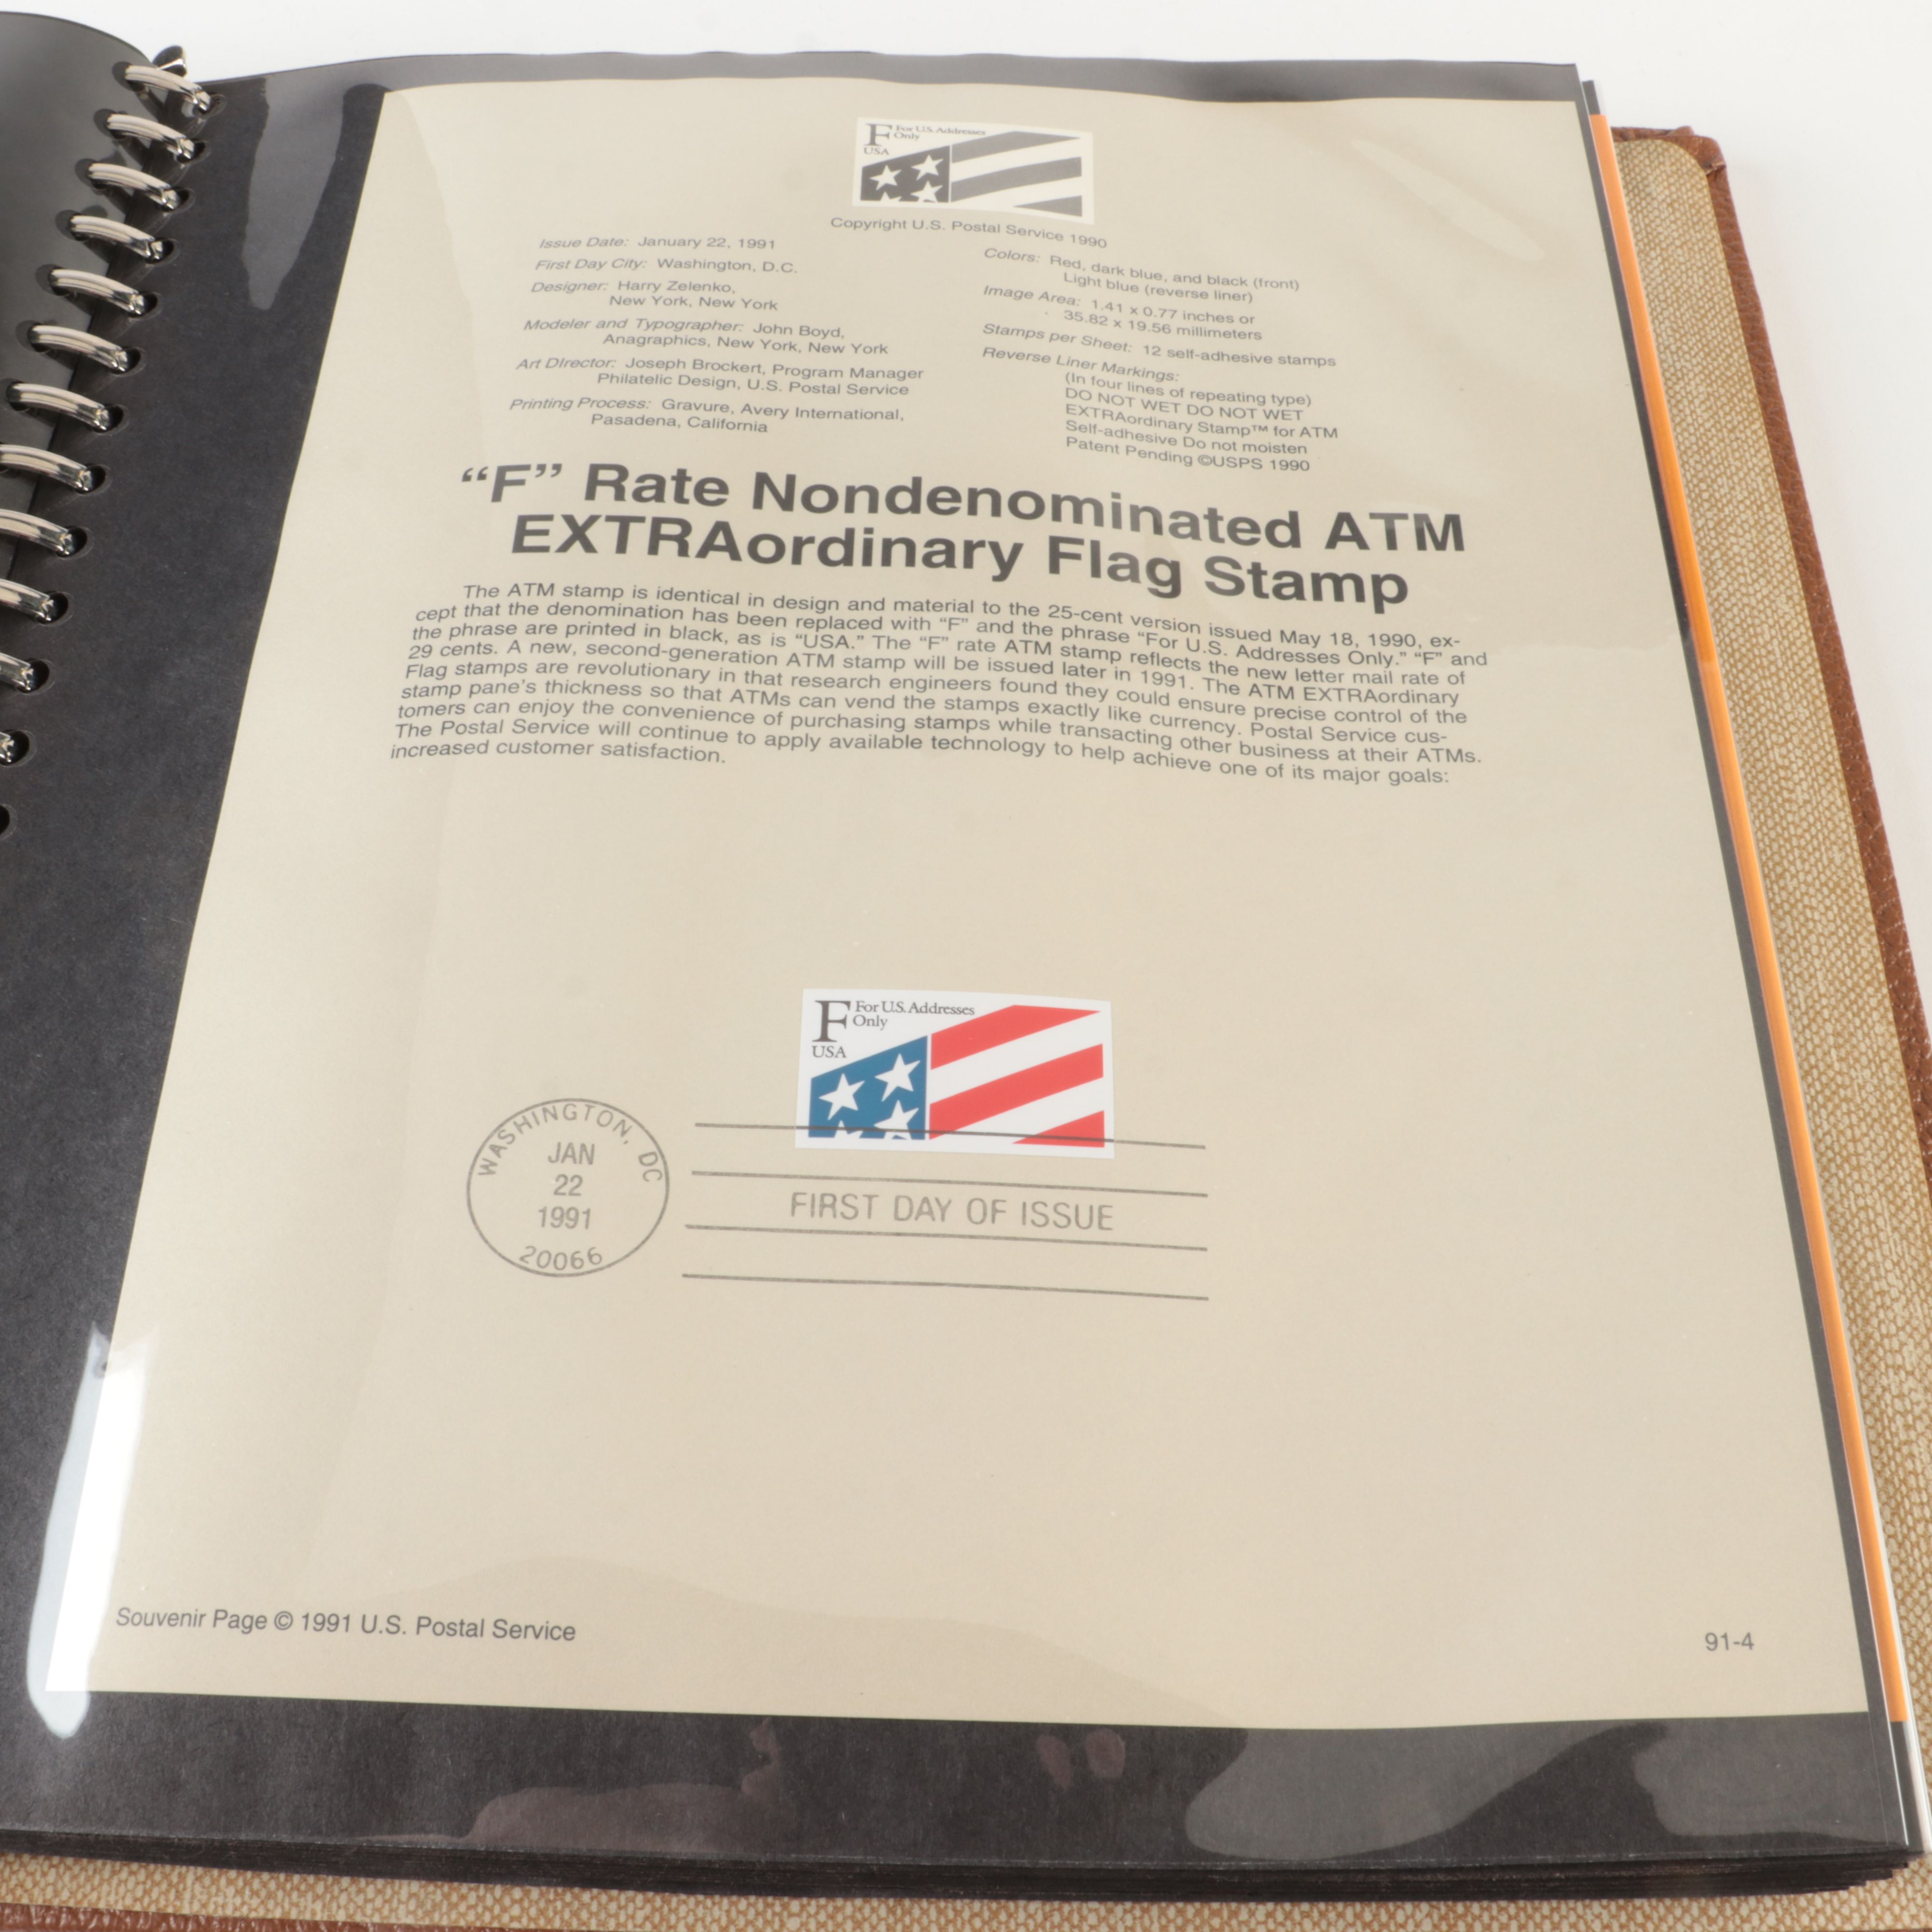 F For U.S. Addresses
Only
USA
Copyright U.S. Postal Service 1990
Issue Date: January 22, 1991
First Day City: Washington, D.C.
Designer: Harry Zelenko,
New York, New York
Modeler and Typographer: John Boyd,
Anagraphics, New York, New York
Art Director: Joseph Brockert, Program Manager
Philatelic Design, U.S. Postal Service
Printing Process: Gravure, Avery International,
Pasadena, California
Colors: Red, dark blue, and black (front)
Light blue (reverse liner)
Image Area: 1.41 x 0.77 inches or
35.82 x 19.56 millimeters
Stamps per Sheet: 12 self-adhesive stamps
Reverse Liner Markings:
(In four lines of repeating type)
DO NOT WET DO NOT WET
EXTRAordinary Stamp™ for ATM
Self-adhesive Do not moisten
Patent Pending ©USPS 1990
“F” Rate Nondenominated ATM
EXTRAordinary Flag Stamp
The ATM stamp is identical in design and material to the 25-cent version issued May 18, 1990, ex-
cept that the denomination has been replaced with “F” and the phrase “For U.S. Addresses Only.” “F” and
the phrase are printed in black, as is “USA.” The “F” rate ATM stamp reflects the new letter mail rate of
29 cents. A new, second-generation ATM stamp will be issued later in 1991. The ATM EXTRAordinary
Flag stamps are revolutionary in that research engineers found they could ensure precise control of the
stamp pane’s thickness so that ATMs can vend the stamps exactly like currency. Postal Service cus-
tomers can enjoy the convenience of purchasing stamps while transacting other business at their ATMs.
The Postal Service will continue to apply available technology to help achieve one of its major goals:
increased customer satisfaction.
F For U.S. Addresses
Only
USA
WASHINGTON, DC
JAN
22
1991
20066
FIRST DAY OF ISSUE
Souvenir Page © 1991 U.S. Postal Service
91-4